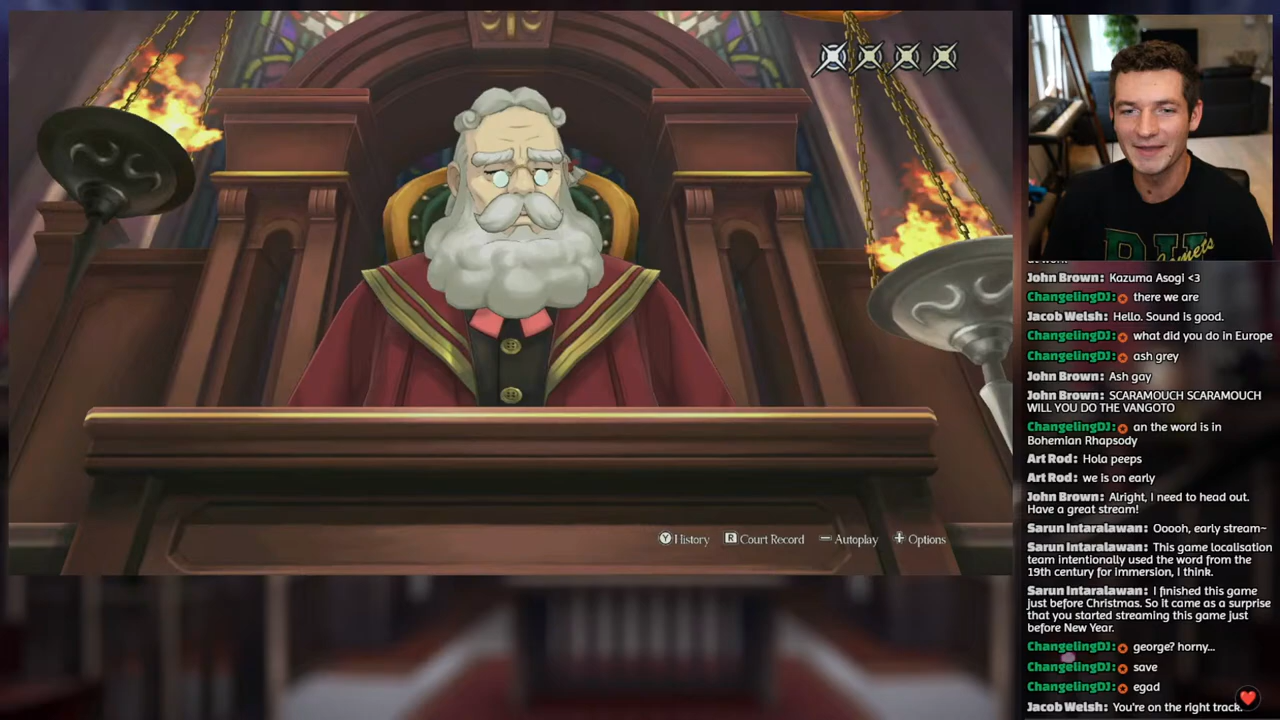 History Court Record Autoplay Options
Comets
John Brown: Kazuma Asogi <3
ChangelingDJ: there we are
Jacob Welsh: Hello. Sound is good.
ChangelingDJ: what did you do in Europe
ChangelingDJ: ash grey
John Brown: Ash gay
John Brown: SCARAMOUCH SCARAMOUCH
WILL YOU DO THE VANGOTO
ChangelingDJ: an the word is in
Bohemian Rhapsody
Art Rod: Hola peeps
Art Rod: we is on early
John Brown: Alright, I need to head out.
Have a great stream!
Sarun Intaralawan: Ooooh, early stream~
Sarun Intaralawan: This game localisation
team intentionally used the word from the
19th century for immersion, I think.
Sarun Intaralawan: I finished this game
just before Christmas. So it came as a surprise
that you started streaming this game just
before New Year.
ChangelingDJ: george? horny...
ChangelingDJ: save
ChangelingDJ: egad
Jacob Welsh: You're on the right track.